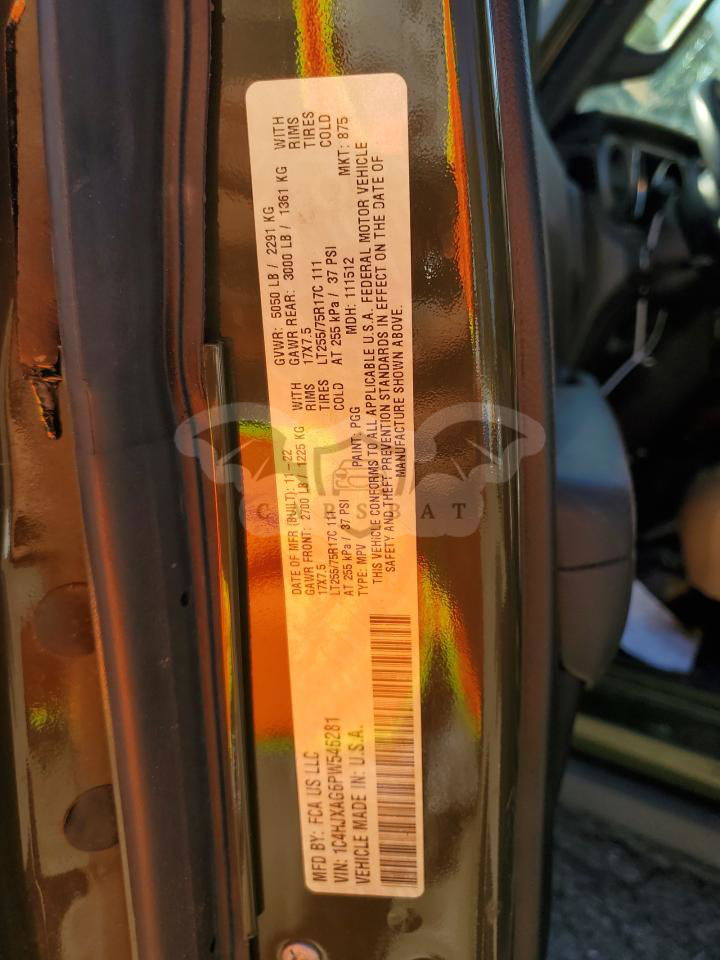 MFD BY: FCA US LLC
DATE OF MFR (BUILT): 11 - 22
GVWR: 5050 LB / 2291 KG
GAWR FRONT: 2700 LB / 1225 KG WITH
GAWR REAR: 3000 LB / 1361 KG WITH
17X7.5 RIMS
17X7.5 RIMS
LT255/75R17C 111 TIRES
LT255/75R17C 111 TIRES
AT 255 kPa / 37 PSI COLD
AT 255 kPa / 37 PSI COLD
VIN: 1C4HJXAG6PW546281
TYPE: MPV PAINT: PGG MDH: 111512 MKT: 875
VEHICLE MADE IN: U.S.A.
THIS VEHICLE CONFORMS TO ALL APPLICABLE U.S.A. FEDERAL MOTOR VEHICLE
SAFETY AND THEFT PREVENTION STANDARDS IN EFFECT ON THE DATE OF
MANUFACTURE SHOWN ABOVE.
CARSBAT